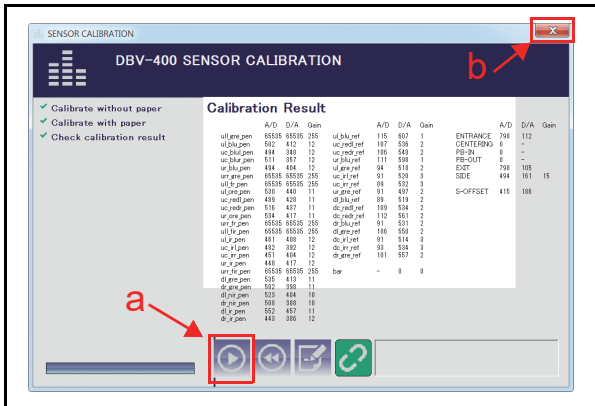 SENSOR CALIBRATION
X
DBV-400 SENSOR CALIBRATION
b
Calibrate without paper
Calibrate with paper
Check calibration result
Calibration Result
A/D D/A Gain A/D D/A Gain A/D D/A Gain
ull_gre_pen 65535 65535 255 ul_blu_ref 115 607 1 ENTRANCE 798 112
ul_blu_pen 502 412 12 uc_redl_ref 107 536 2 CENTERING 0 -
uc_blul_pen 494 348 12 uc_redr_ref 106 540 2 PB-IN 0 -
uc_blur_pen 511 357 12 ur_blu_ref 111 598 1 PB-OUT 0 -
ur_blu_pen 494 404 12 ul_gre_ref 94 518 2 EXIT 798 105
urr_gre_pen 65535 65535 255 uc_irl_ref 91 520 3 SIDE 494 161 15
ull_fr_pen 65535 65535 255 uc_irr_ref 89 532 3
ul_ore_pen 530 440 11 ur_gre_ref 91 497 2 S-OFFSET 415 186
uc_redl_pen 489 428 11 dl_blu_ref 89 519 2
uc_redr_pen 516 437 11 dc_redl_ref 109 534 2
ur_ore_pen 534 417 11 dc_redr_ref 112 561 2
urr_fr_pen 65535 65535 255 dr_blu_ref 91 531 2
ull_fir_pen 65535 65535 255 dl_gre_ref 106 550 2
ul_ir_pen 461 408 12 dc_irl_ref 91 514 3
uc_irl_pen 482 392 12 dc_irr_ref 93 534 3
uc_irr_pen 451 404 12 dr_gre_ref 101 557 2
ur_ir_pen 448 417 12
urr_fir_pen 65535 65535 255 bar - 0 0
dl_gre_pen 535 413 11
dr_gre_pen 502 398 11
dl_nir_pen 523 404 10
dr_nir_pen 508 388 10
dl_ir_pen 552 457 11
dr_ir_pen 443 386 12
a